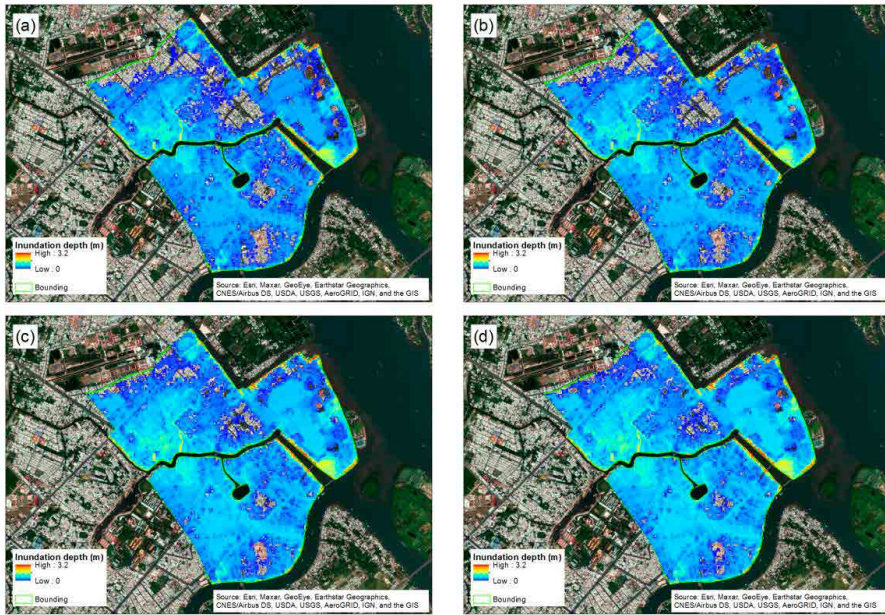 (a)
Inundation depth (m)
High : 3.2
Low : 0
Bounding
Source: Esri, Maxar, GeoEye, Earthstar Geographics,
CNES/Airbus DS, USDA, USGS, AeroGRID, IGN, and the GIS
(b)
Inundation depth (m)
High : 3.2
Low : 0
Bounding
Source: Esri, Maxar, GeoEye, Earthstar Geographics,
CNES/Airbus DS, USDA, USGS, AeroGRID, IGN, and the GIS
(c)
Inundation depth (m)
High : 3.2
Low : 0
Bounding
Source: Esri, Maxar, GeoEye, Earthstar Geographics,
CNES/Airbus DS, USDA, USGS, AeroGRID, IGN, and the GIS
(d)
Inundation depth (m)
High : 3.2
Low : 0
Bounding
Source: Esri, Maxar, GeoEye, Earthstar Geographics,
CNES/Airbus DS, USDA, USGS, AeroGRID, IGN, and the GIS